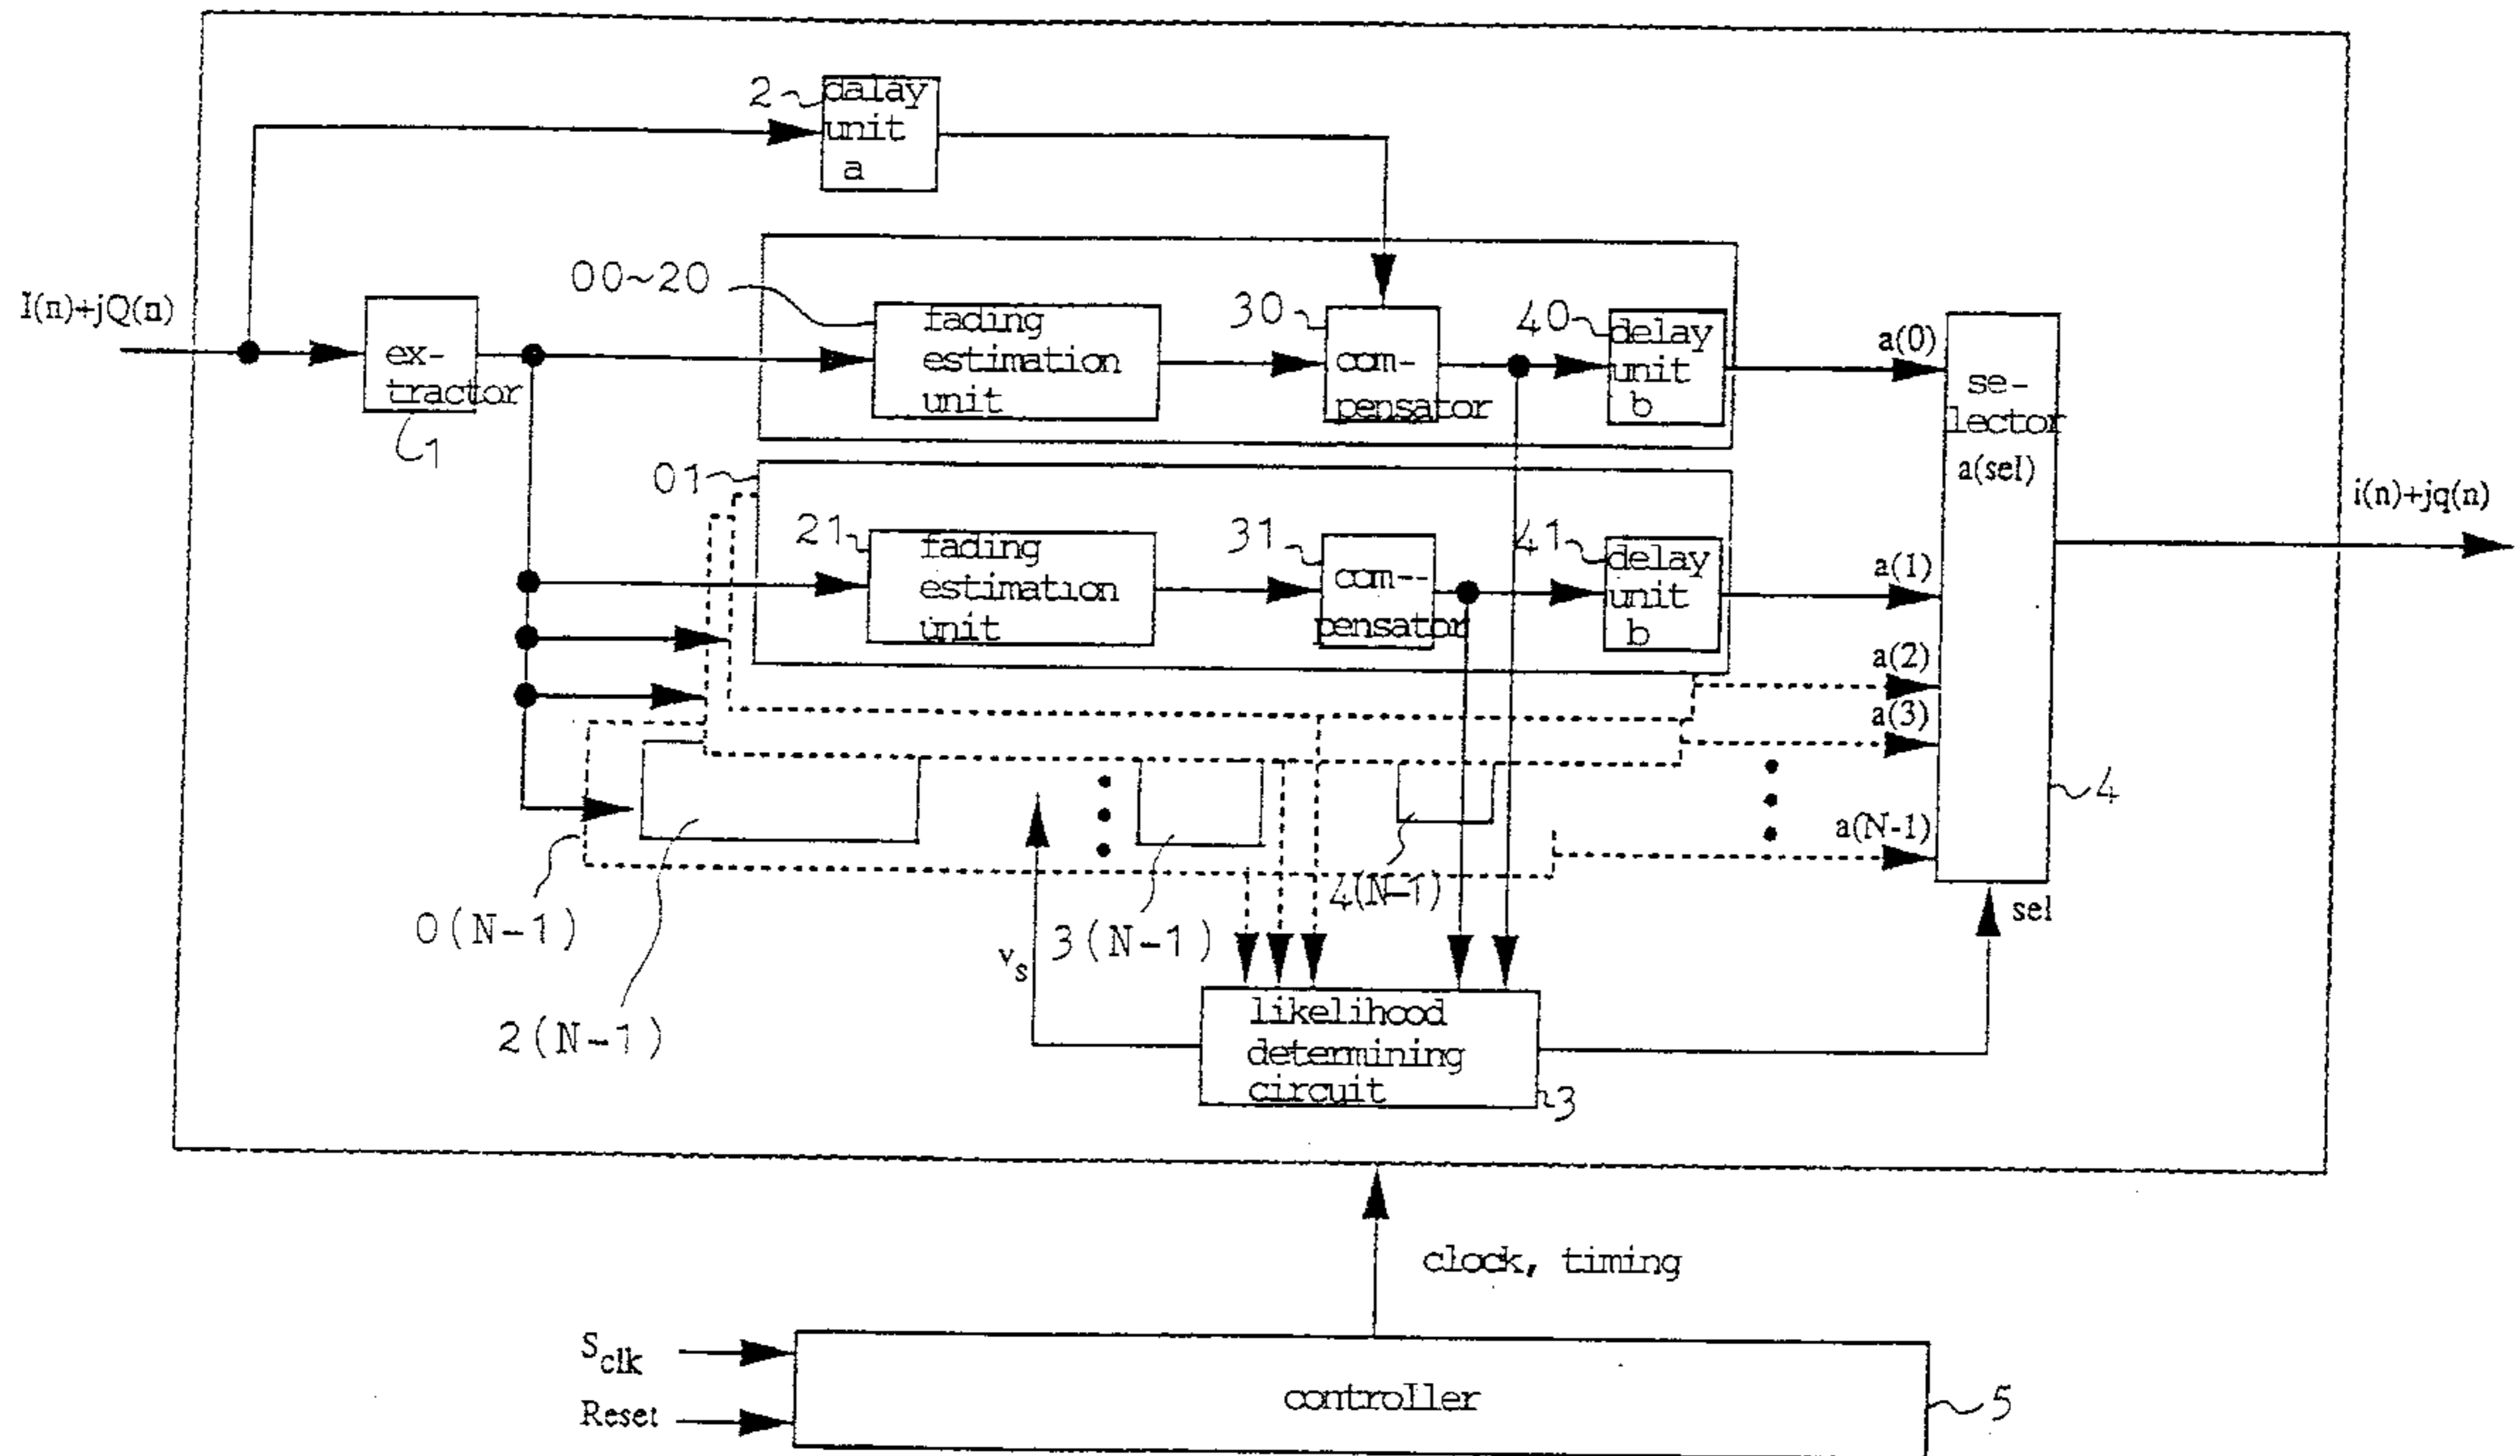 2
dalay
unit
a
00~20
I(n)+jQ(n)
ex-
tractor
1
fading
estimation
unit
30
com-
pensator
40
delay
unit
b
a(0)
se-
lector
a(sel)
01
21
fading
estimation
unit
31
com--
pensator
41
delay
unit
b
a(1)
i(n)+jq(n)
a(2)
a(3)
4
a(N-1)
0(N-1)
2(N-1)
3(N-1)
4(N-1)
sel
vs
likelihood
determining
circuit
3
clock, timing
Sclk
Reset
controller
5